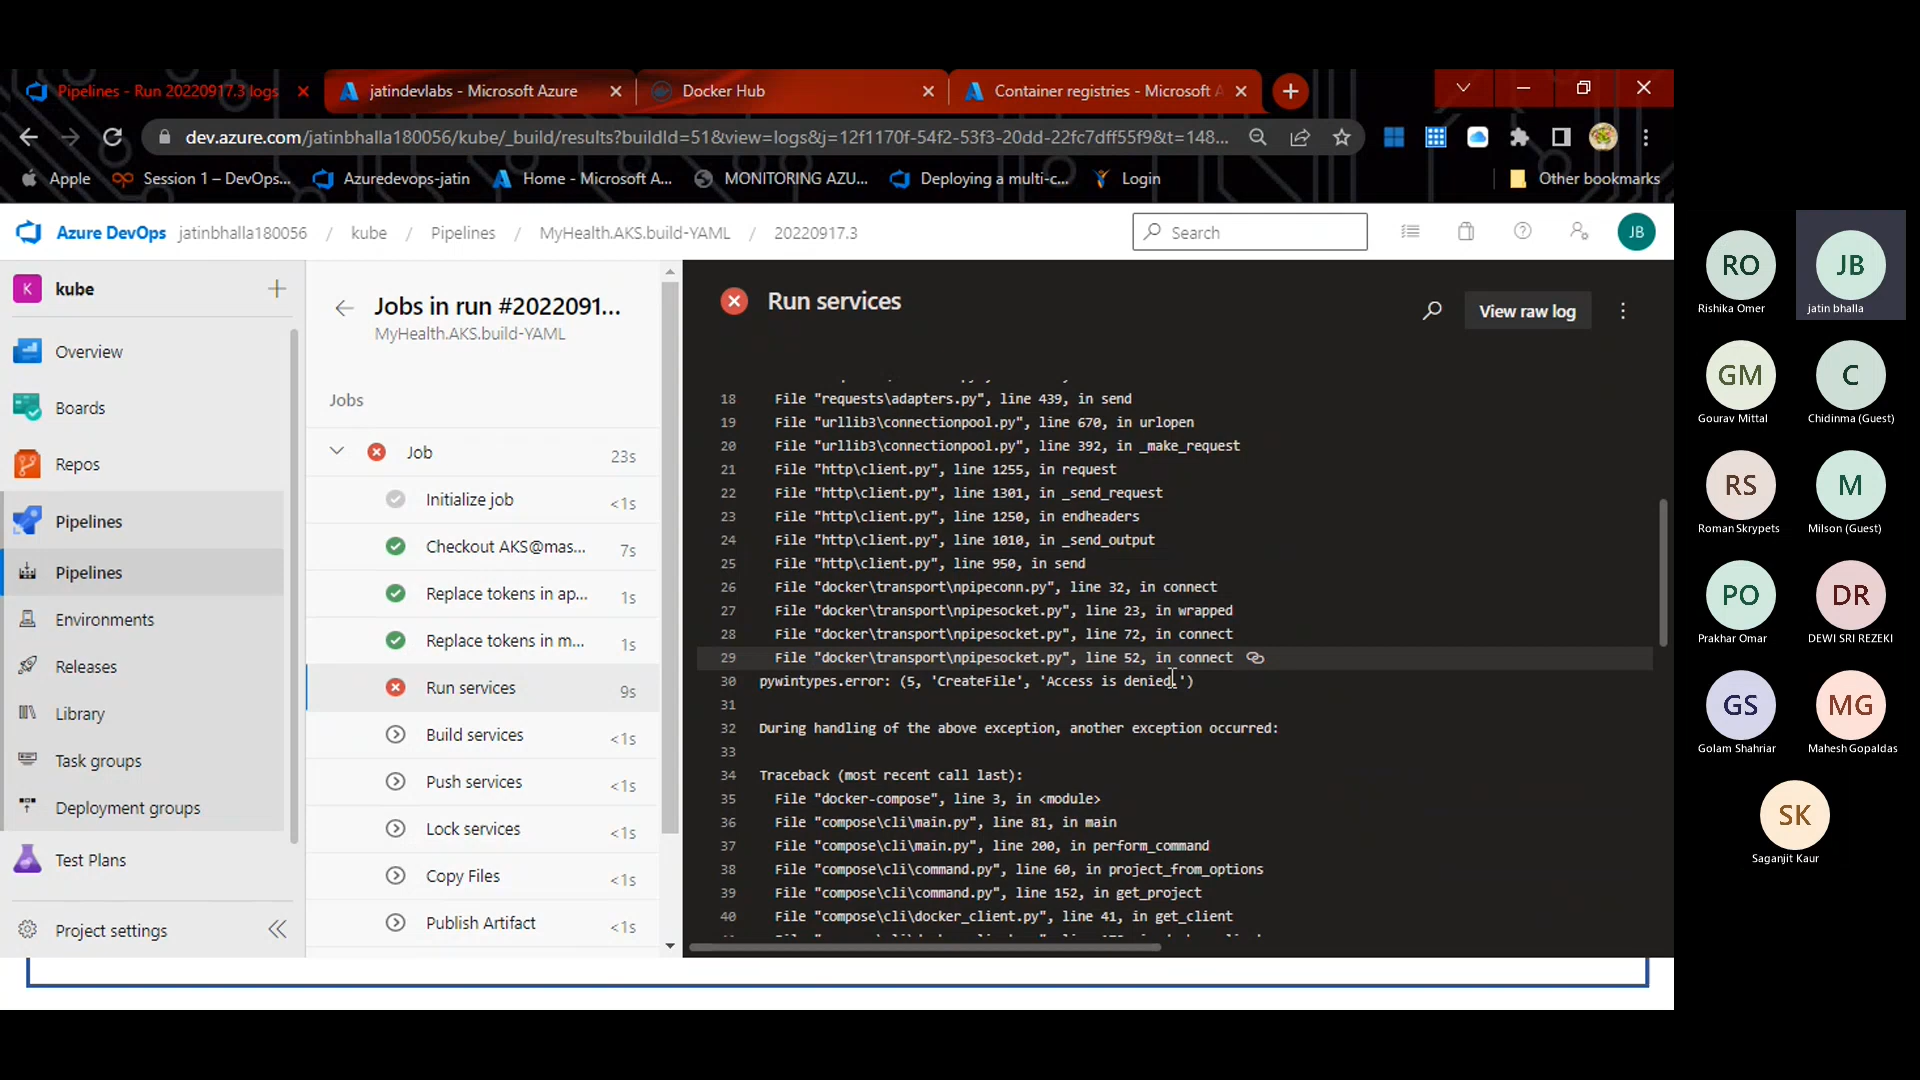 Pipelines - Run 20220917.3 logs
jatindevlabs - Microsoft Azure
Docker Hub
Container registries - Microsoft A
dev.azure.com/jatinbhalla180056/kube/_build/results?buildId=51&view=logs&j=12f1170f-54f2-53f3-20dd-22fc7dff55f9&t=148...
Apple
Session 1 – DevOps...
Azuredevops-jatin
Home - Microsoft A...
MONITORING AZU...
Deploying a multi-c...
Login
Other bookmarks
Azure DevOps
jatinbhalla180056 / kube / Pipelines / MyHealth.AKS.build-YAML / 20220917.3
Search
JB
K
kube
Overview
Boards
Repos
Pipelines
Pipelines
Environments
Releases
Library
Task groups
Deployment groups
Test Plans
Project settings
Jobs in run #2022091...
MyHealth.AKS.build-YAML
Jobs
Job 23s
Initialize job <1s
Checkout AKS@mas... 7s
Replace tokens in ap... 1s
Replace tokens in m... 1s
Run services 9s
Build services <1s
Push services <1s
Lock services <1s
Copy Files <1s
Publish Artifact <1s
Run services
View raw log
18 File "requests\adapters.py", line 439, in send
19 File "urllib3\connectionpool.py", line 670, in urlopen
20 File "urllib3\connectionpool.py", line 392, in _make_request
21 File "http\client.py", line 1255, in request
22 File "http\client.py", line 1301, in _send_request
23 File "http\client.py", line 1250, in endheaders
24 File "http\client.py", line 1010, in _send_output
25 File "http\client.py", line 950, in send
26 File "docker\transport\npipeconn.py", line 32, in connect
27 File "docker\transport\npipesocket.py", line 23, in wrapped
28 File "docker\transport\npipesocket.py", line 72, in connect
29 File "docker\transport\npipesocket.py", line 52, in connect
30 pywintypes.error: (5, 'CreateFile', 'Access is denied.')
31
32 During handling of the above exception, another exception occurred:
33
34 Traceback (most recent call last):
35 File "docker-compose", line 3, in <module>
36 File "compose\cli\main.py", line 81, in main
37 File "compose\cli\main.py", line 200, in perform_command
38 File "compose\cli\command.py", line 60, in project_from_options
39 File "compose\cli\command.py", line 152, in get_project
40 File "compose\cli\docker_client.py", line 41, in get_client
RO
Rishika Omer
JB
jatin bhalla
GM
Gourav Mittal
C
Chidinma (Guest)
RS
Roman Skrypets
M
Milson (Guest)
PO
Prakhar Omar
DR
DEWI SRI REZEKI
GS
Golam Shahriar
MG
Mahesh Gopaldas
SK
Saganjit Kaur